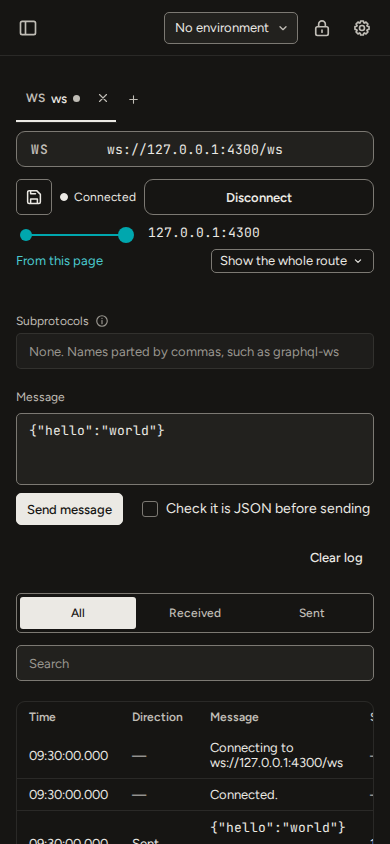 No environment
WS ws
WS ws://127.0.0.1:4300/ws
Connected Disconnect
127.0.0.1:4300
From this page Show the whole route
Subprotocols
None. Names parted by commas, such as graphql-ws
Message
{"hello":"world"}
Send message Check it is JSON before sending
Clear log
All Received Sent
Search
Time Direction Message
09:30:00.000 — Connecting to
ws://127.0.0.1:4300/ws
09:30:00.000 — Connected.
{"hello":"world"}
09:30:00.000 Sent